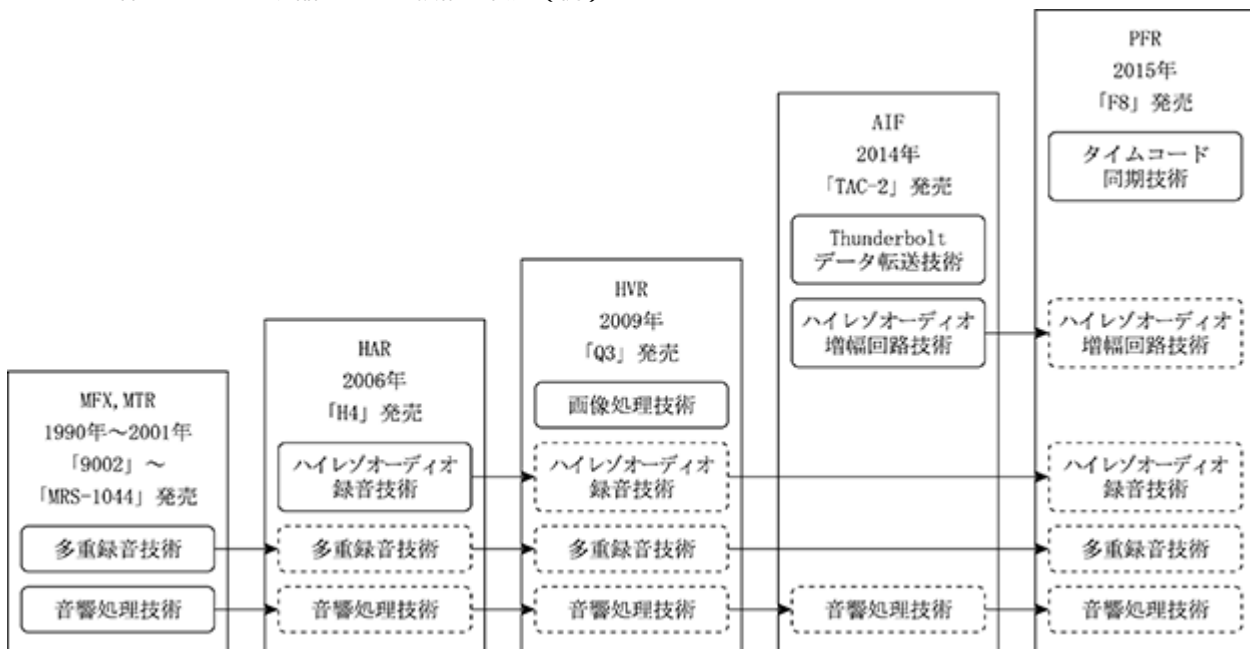 MFX,MTR
1990年～2001年
「9002」～
「MRS-1044」発売
多重録音技術
音響処理技術
HAR
2006年
「H4」発売
ハイレゾオーディオ
録音技術
多重録音技術
音響処理技術
HVR
2009年
「Q3」発売
画像処理技術
ハイレゾオーディオ
録音技術
多重録音技術
音響処理技術
AIF
2014年
「TAC-2」発売
Thunderbolt
データ転送技術
ハイレゾオーディオ
増幅回路技術
音響処理技術
PFR
2015年
「F8」発売
タイムコード
同期技術
ハイレゾオーディオ
増幅回路技術
ハイレゾオーディオ
録音技術
多重録音技術
音響処理技術